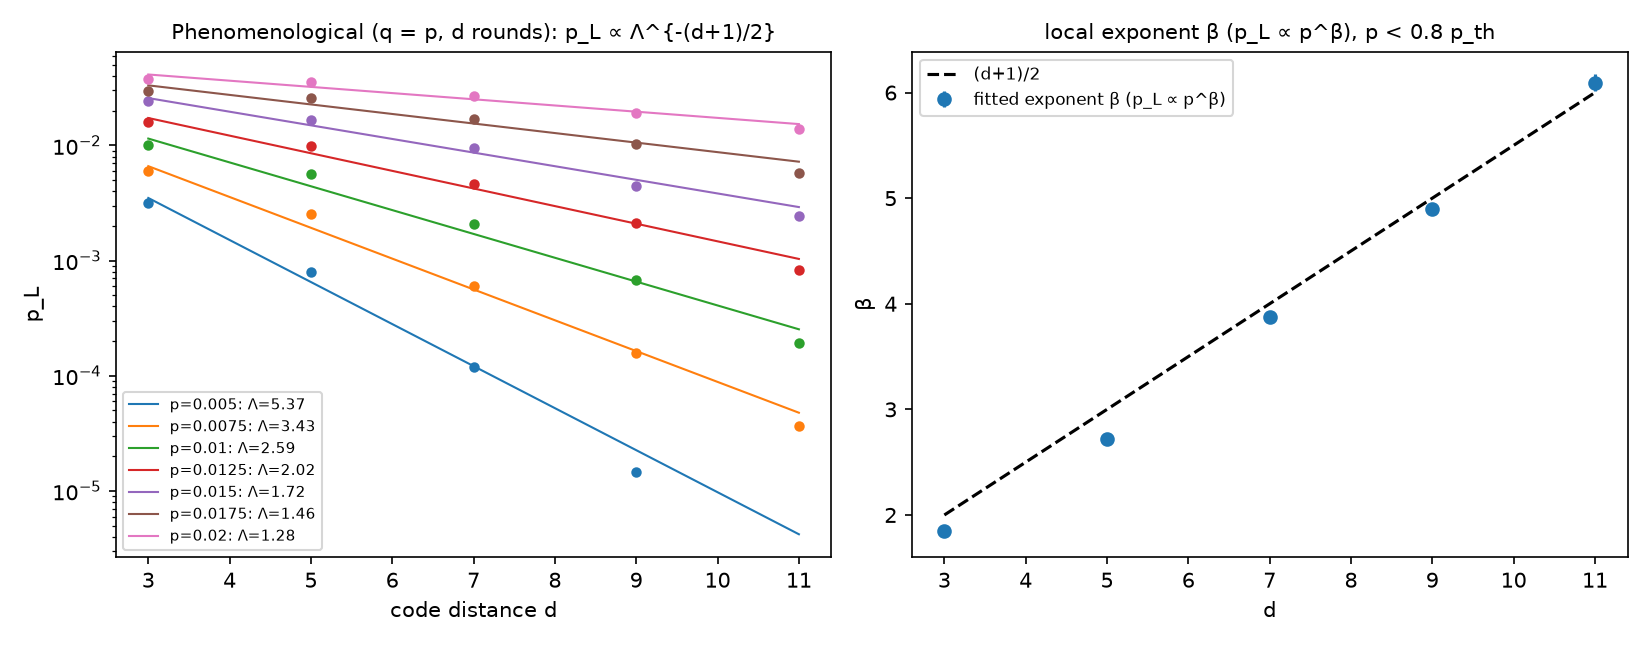 Phenomenological (q = p, d rounds): p_L ∝ Λ^{-(d+1)/2}
p_L
10⁻²
10⁻³
10⁻⁴
10⁻⁵
p=0.005: Λ=5.37
p=0.0075: Λ=3.43
p=0.01: Λ=2.59
p=0.0125: Λ=2.02
p=0.015: Λ=1.72
p=0.0175: Λ=1.46
p=0.02: Λ=1.28
3 4 5 6 7 8 9 10 11
code distance d
local exponent β (p_L ∝ p^β), p < 0.8 p_th
(d+1)/2
fitted exponent β (p_L ∝ p^β)
β
6
5
4
3
2
3 4 5 6 7 8 9 10 11
d